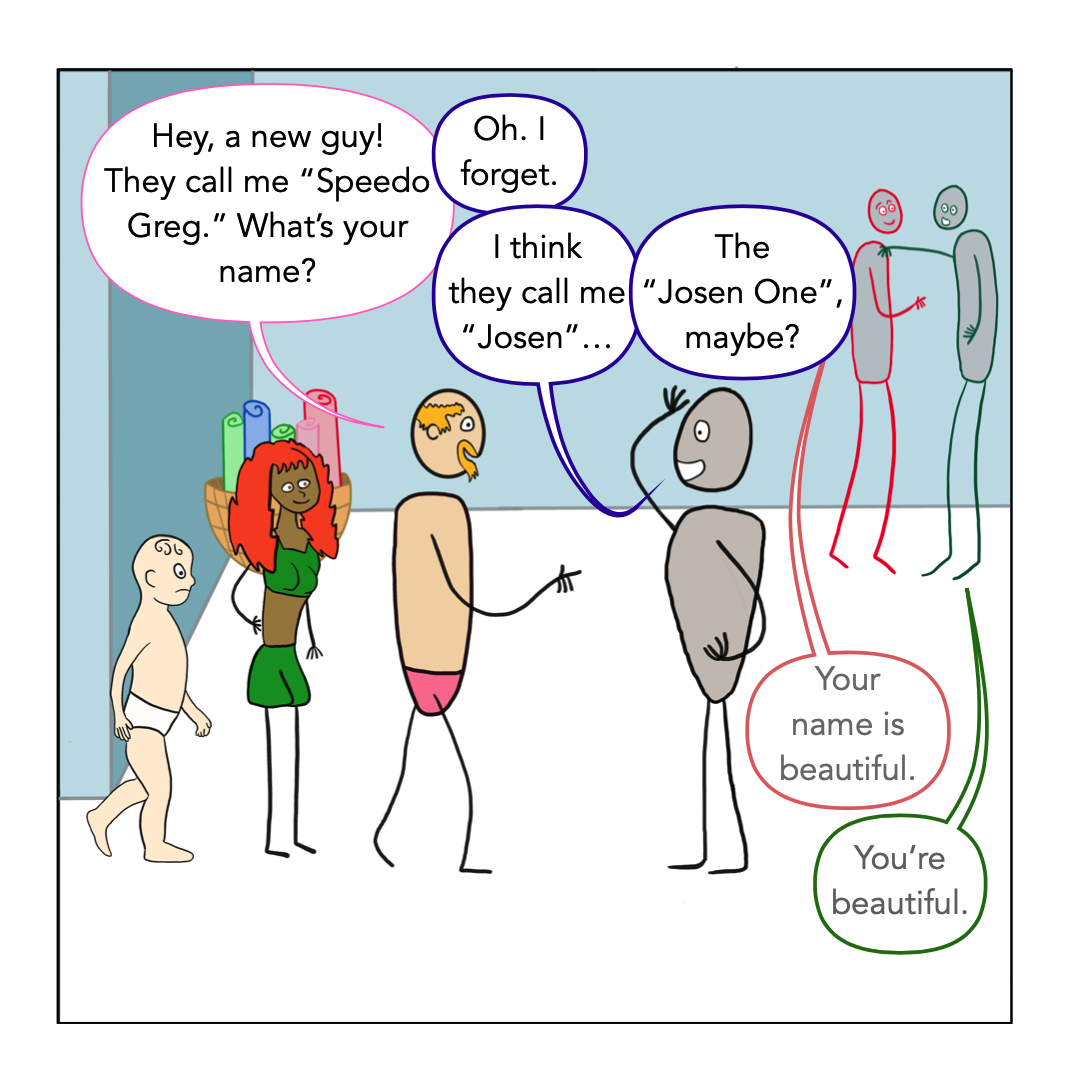 Hey, a new guy!
They call me “Speedo
Greg.” What’s your
name?
Oh. I
forget.
I think
they call me
“Josen”…
The
“Josen One”,
maybe?
Your
name is
beautiful.
You’re
beautiful.